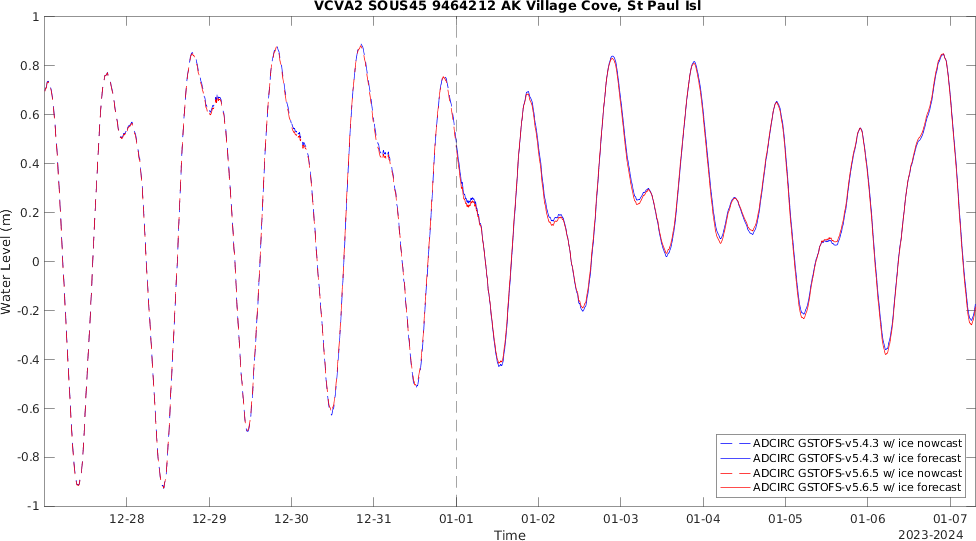 VCVA2 SOUS45 9464212 AK Village Cove, St Paul Isl
1
0.8
0.6
0.4
0.2
0
-0.2
-0.4
-0.6
-0.8
-1
Water Level (m)
ADCIRC GSTOFS-v5.4.3 w/ ice nowcast
ADCIRC GSTOFS-v5.4.3 w/ ice forecast
ADCIRC GSTOFS-v5.6.5 w/ ice nowcast
ADCIRC GSTOFS-v5.6.5 w/ ice forecast
12-28 12-29 12-30 12-31 01-01 01-02 01-03 01-04 01-05 01-06 01-07
Time
2023-2024